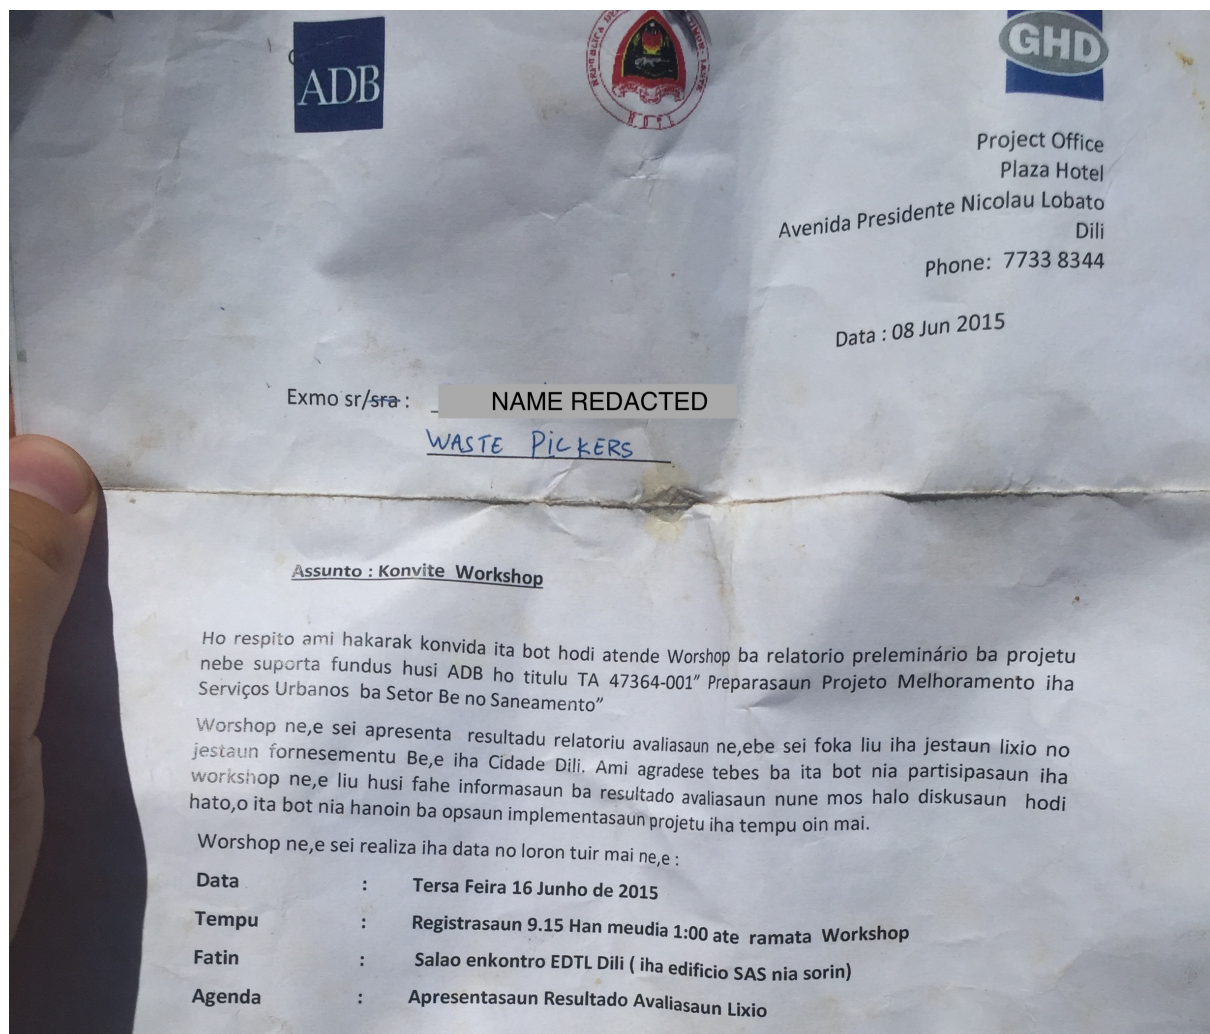 ADB
RDTL
GHD
Project Office
Plaza Hotel
Avenida Presidente Nicolau Lobato
Dili
Phone: 7733 8344
Data : 08 Jun 2015
Exmo sr/sra : NAME REDACTED
WASTE PICKERS
Assunto : Konvite Workshop
Ho respito ami hakarak konvida ita bot hodi atende Worshop ba relatorio preleminário ba projetu
nebe suporta fundus husi ADB ho titulu TA 47364-001" Preparasaun Projeto Melhoramento iha
Serviços Urbanos ba Setor Be no Saneamento"
Worshop ne,e sei apresenta resultadu relatoriu avaliasaun ne,ebe sei foka liu iha jestaun lixio no
jestaun fornesementu Be,e iha Cidade Dili. Ami agradese tebes ba ita bot nia partisipasaun iha
workshop ne,e liu husi fahe informasaun ba resultado avaliasaun nune mos halo diskusaun hodi
hato,o ita bot nia hanoin ba opsaun implementasaun projetu iha tempu oin mai.
Worshop ne,e sei realiza iha data no loron tuir mai ne,e :
Data : Tersa Feira 16 Junho de 2015
Tempu : Registrasaun 9.15 Han meudia 1:00 ate ramata Workshop
Fatin : Salao enkontro EDTL Dili ( iha edificio SAS nia sorin)
Agenda : Apresentasaun Resultado Avaliasaun Lixio